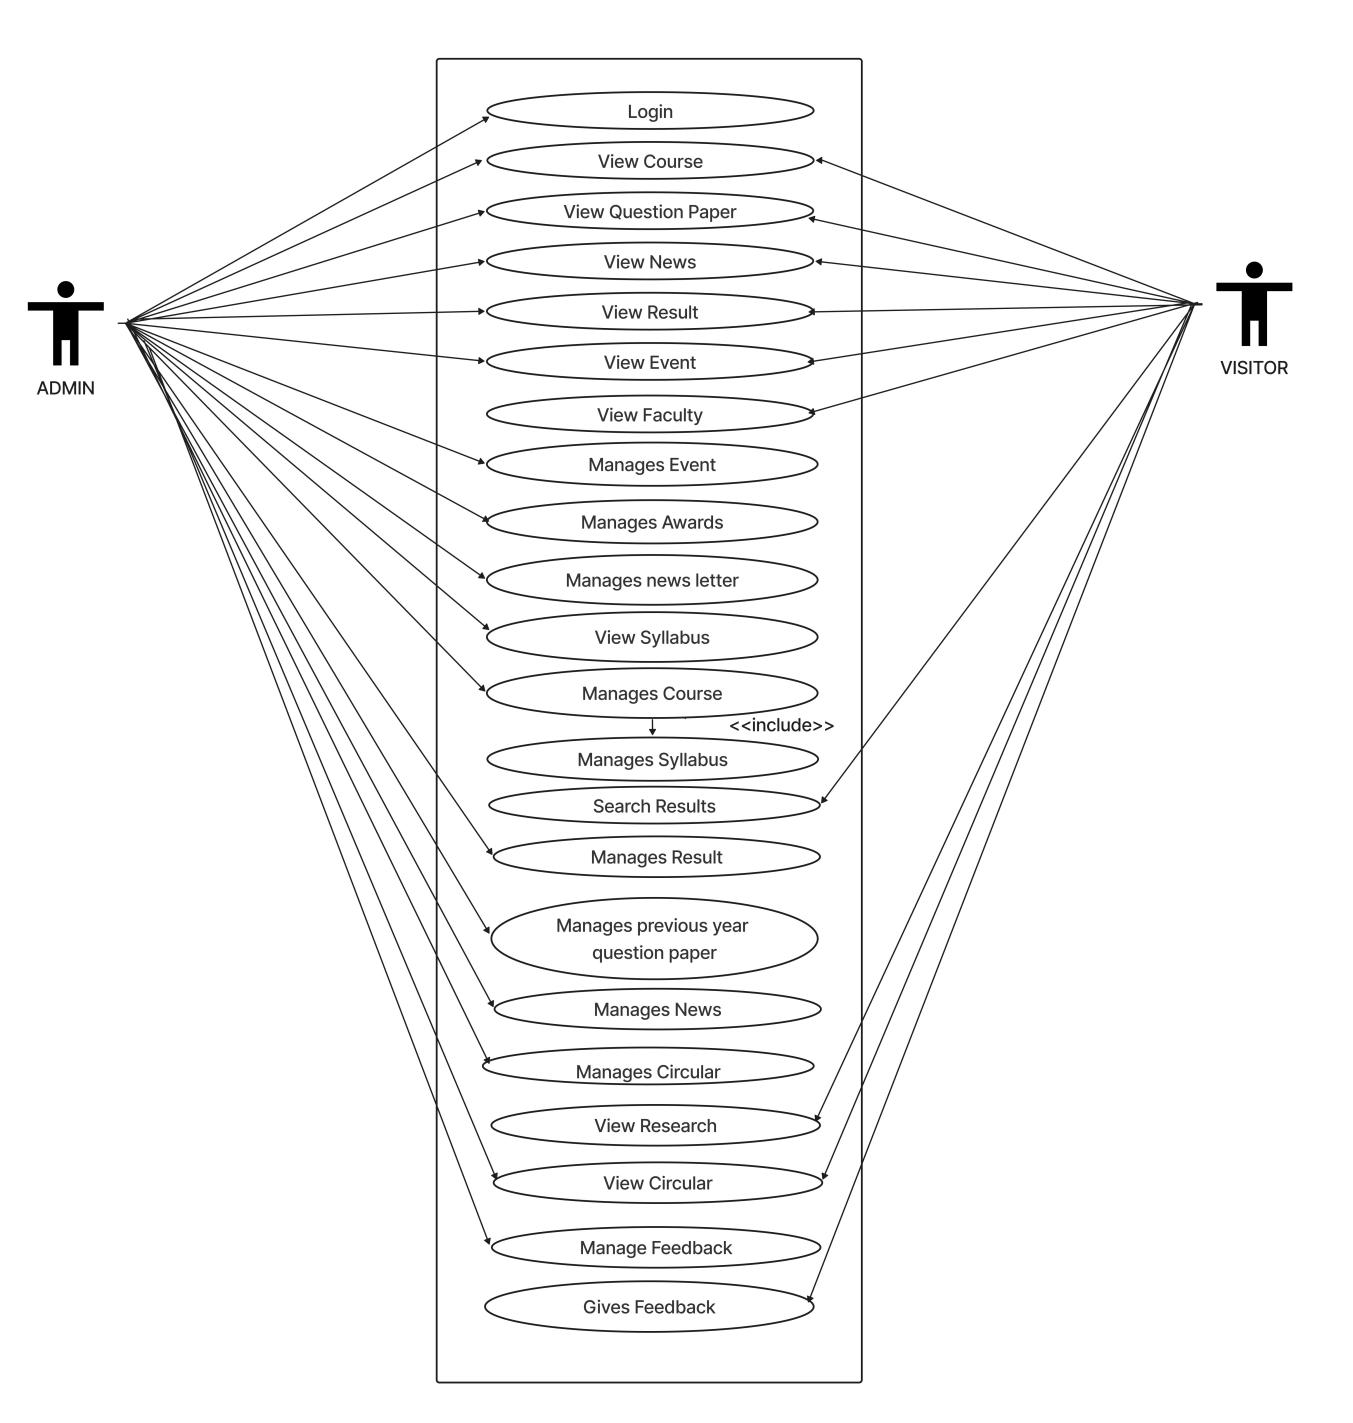 Login
View Course
View Question Paper
View News
View Result
View Event
View Faculty
Manages Event
Manages Awards
Manages news letter
View Syllabus
Manages Course
<<include>>
Manages Syllabus
Search Results
Manages Result
Manages previous year
question paper
Manages News
Manages Circular
View Research
View Circular
Manage Feedback
Gives Feedback
ADMIN
VISITOR